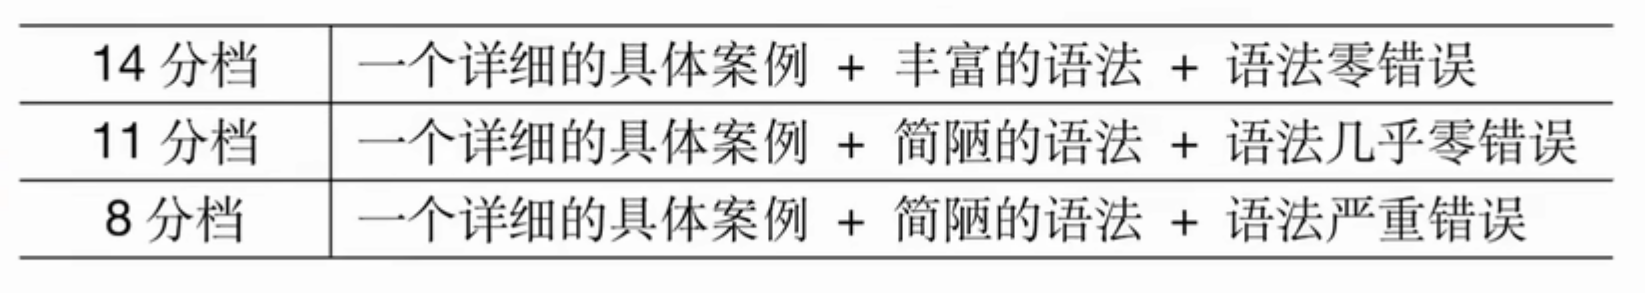 14 分档 一个详细的具体案例 + 丰富的语法 + 语法零错误
11 分档 一个详细的具体案例 + 简陋的语法 + 语法几乎零错误
8 分档 一个详细的具体案例 + 简陋的语法 + 语法严重错误